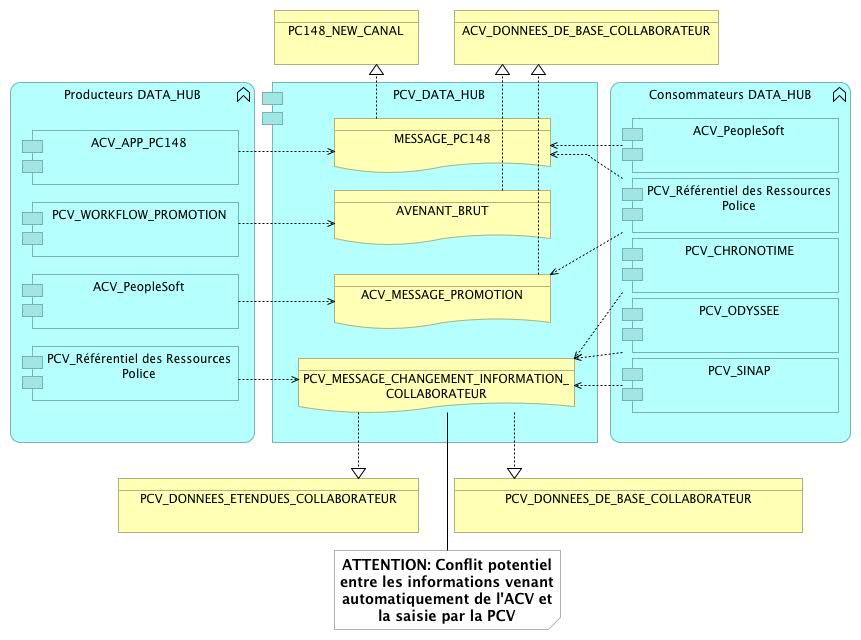 PC148_NEW_CANAL
ACV_DONNEES_DE_BASE_COLLABORATEUR
Producteurs DATA_HUB
PCV_DATA_HUB
Consommateurs DATA_HUB
ACV_APP_PC148
PCV_WORKFLOW_PROMOTION
ACV_PeopleSoft
PCV_Référentiel des Ressources
Police
MESSAGE_PC148
AVENANT_BRUT
ACV_MESSAGE_PROMOTION
PCV_MESSAGE_CHANGEMENT_INFORMATION_
COLLABORATEUR
ACV_PeopleSoft
PCV_Référentiel des Ressources
Police
PCV_CHRONOTIME
PCV_ODYSSEE
PCV_SINAP
PCV_DONNEES_ETENDUES_COLLABORATEUR
PCV_DONNEES_DE_BASE_COLLABORATEUR
ATTENTION: Conflit potentiel
entre les informations venant
automatiquement de l'ACV et
la saisie par la PCV